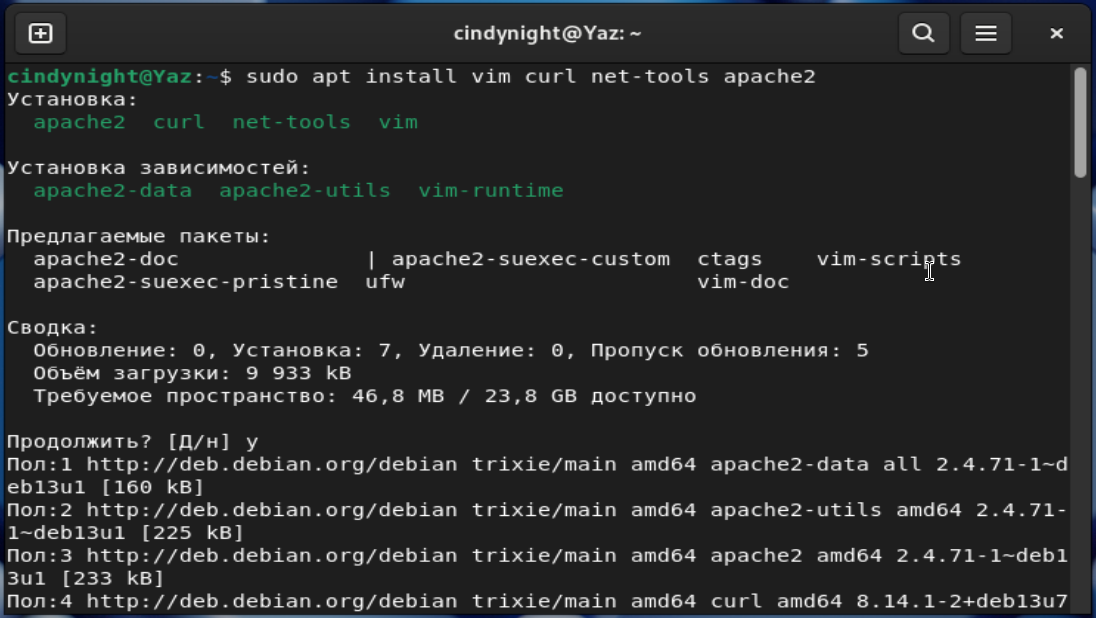 cindynight@Yaz: ~
cindynight@Yaz:~$ sudo apt install vim curl net-tools apache2
Установка:
  apache2  curl  net-tools  vim

Установка зависимостей:
  apache2-data  apache2-utils  vim-runtime

Предлагаемые пакеты:
  apache2-doc              | apache2-suexec-custom  ctags    vim-scripts
  apache2-suexec-pristine  ufw                      vim-doc

Сводка:
  Обновление: 0, Установка: 7, Удаление: 0, Пропуск обновления: 5
  Объём загрузки: 9 933 kB
  Требуемое пространство: 46,8 MB / 23,8 GB доступно

Продолжить? [Д/н] y
Пол:1 http://deb.debian.org/debian trixie/main amd64 apache2-data all 2.4.71-1~d
eb13u1 [160 kB]
Пол:2 http://deb.debian.org/debian trixie/main amd64 apache2-utils amd64 2.4.71-
1~deb13u1 [225 kB]
Пол:3 http://deb.debian.org/debian trixie/main amd64 apache2 amd64 2.4.71-1~deb1
3u1 [233 kB]
Пол:4 http://deb.debian.org/debian trixie/main amd64 curl amd64 8.14.1-2+deb13u7